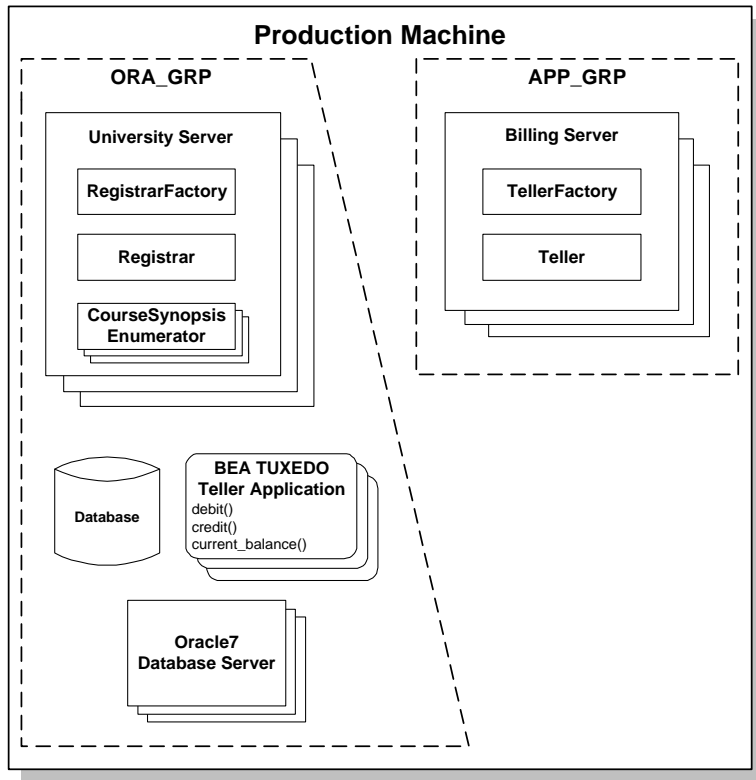 Production Machine
ORA_GRP
University Server
RegistrarFactory
Registrar
CourseSynopsis
Enumerator
Database
BEA TUXEDO
Teller Application
debit()
credit()
current_balance()
Oracle7
Database Server
APP_GRP
Billing Server
TellerFactory
Teller